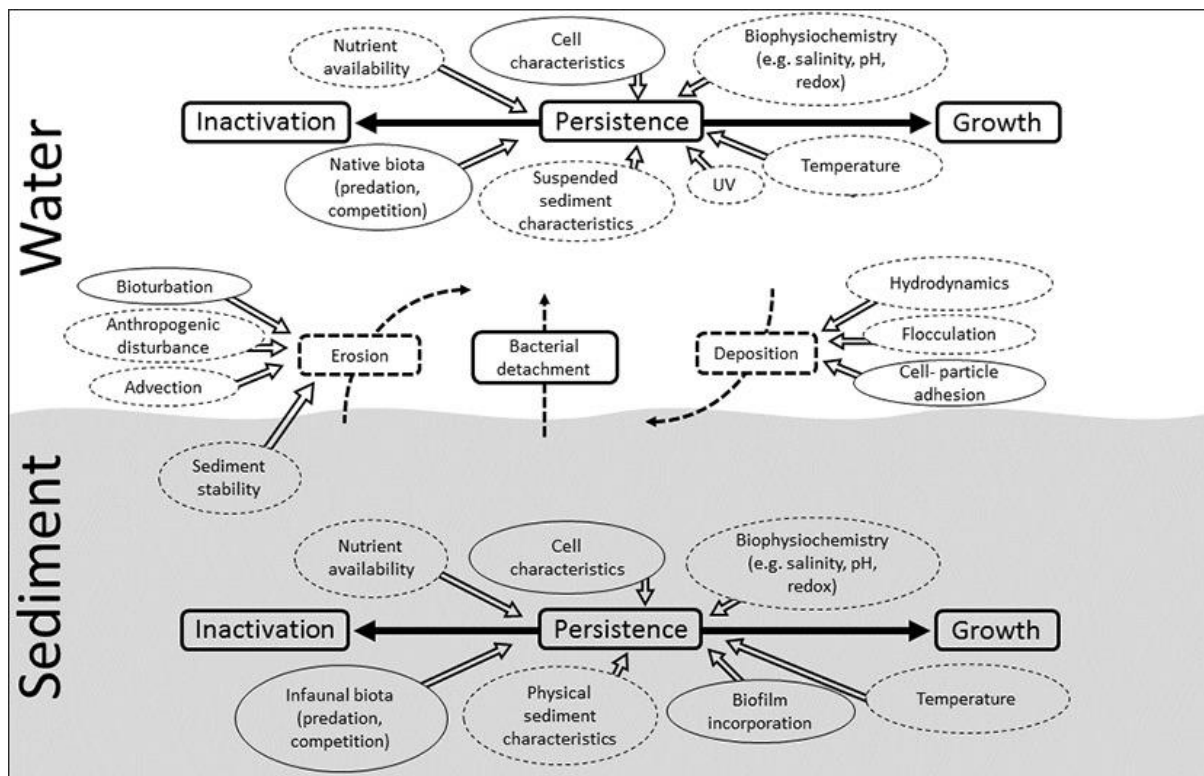 Water
Nutrient
availability
Cell
characteristics
Biophysiochemistry
(e.g. salinity, pH,
redox)
Inactivation
Persistence
Growth
Native biota
(predation,
competition)
Suspended
sediment
characteristics
UV
Temperature
Bioturbation
Anthropogenic
disturbance
Advection
Erosion
Bacterial
detachment
Deposition
Hydrodynamics
Flocculation
Cell- particle
adhesion
Sediment
Sediment
stability
Nutrient
availability
Cell
characteristics
Biophysiochemistry
(e.g. salinity, pH,
redox)
Inactivation
Persistence
Growth
Infaunal biota
(predation,
competition)
Physical
sediment
characteristics
Biofilm
incorporation
Temperature